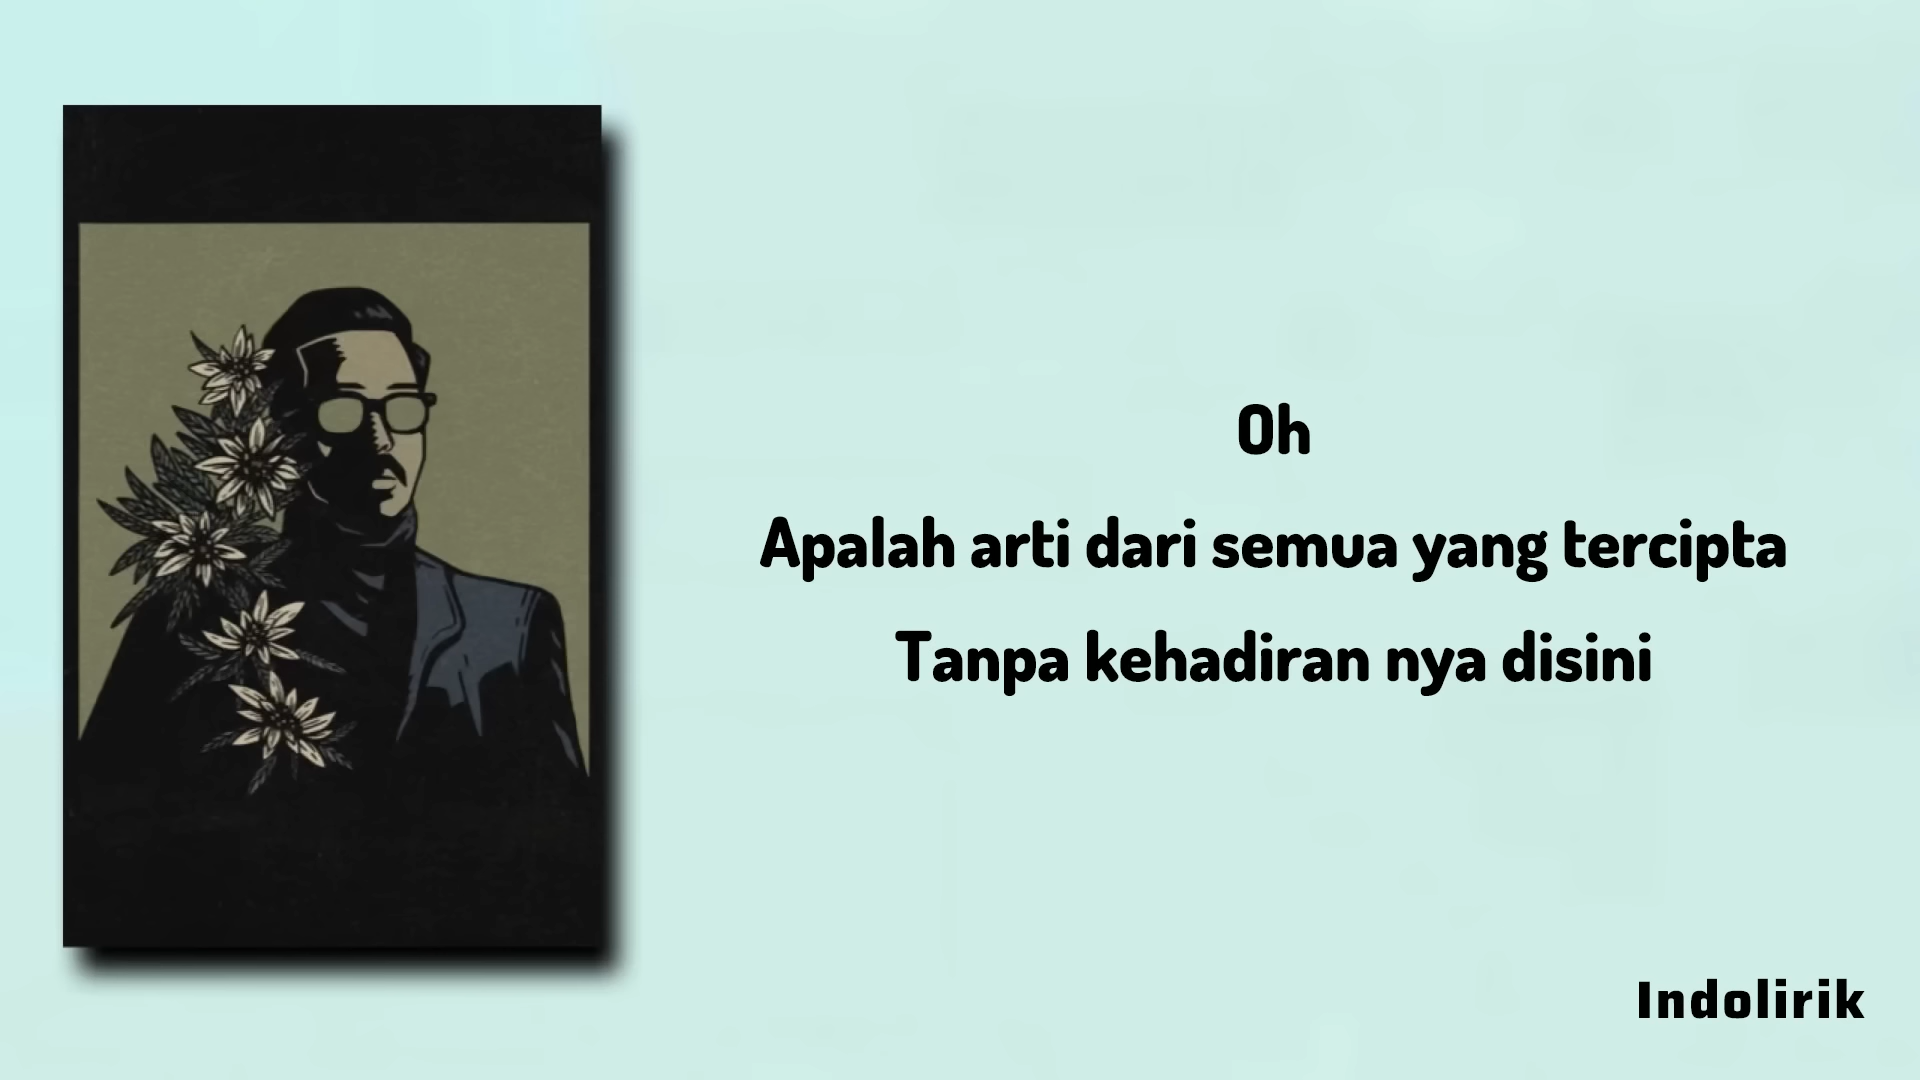 Oh
Apalah arti dari semua yang tercipta
Tanpa kehadiran nya disini
Indolirik